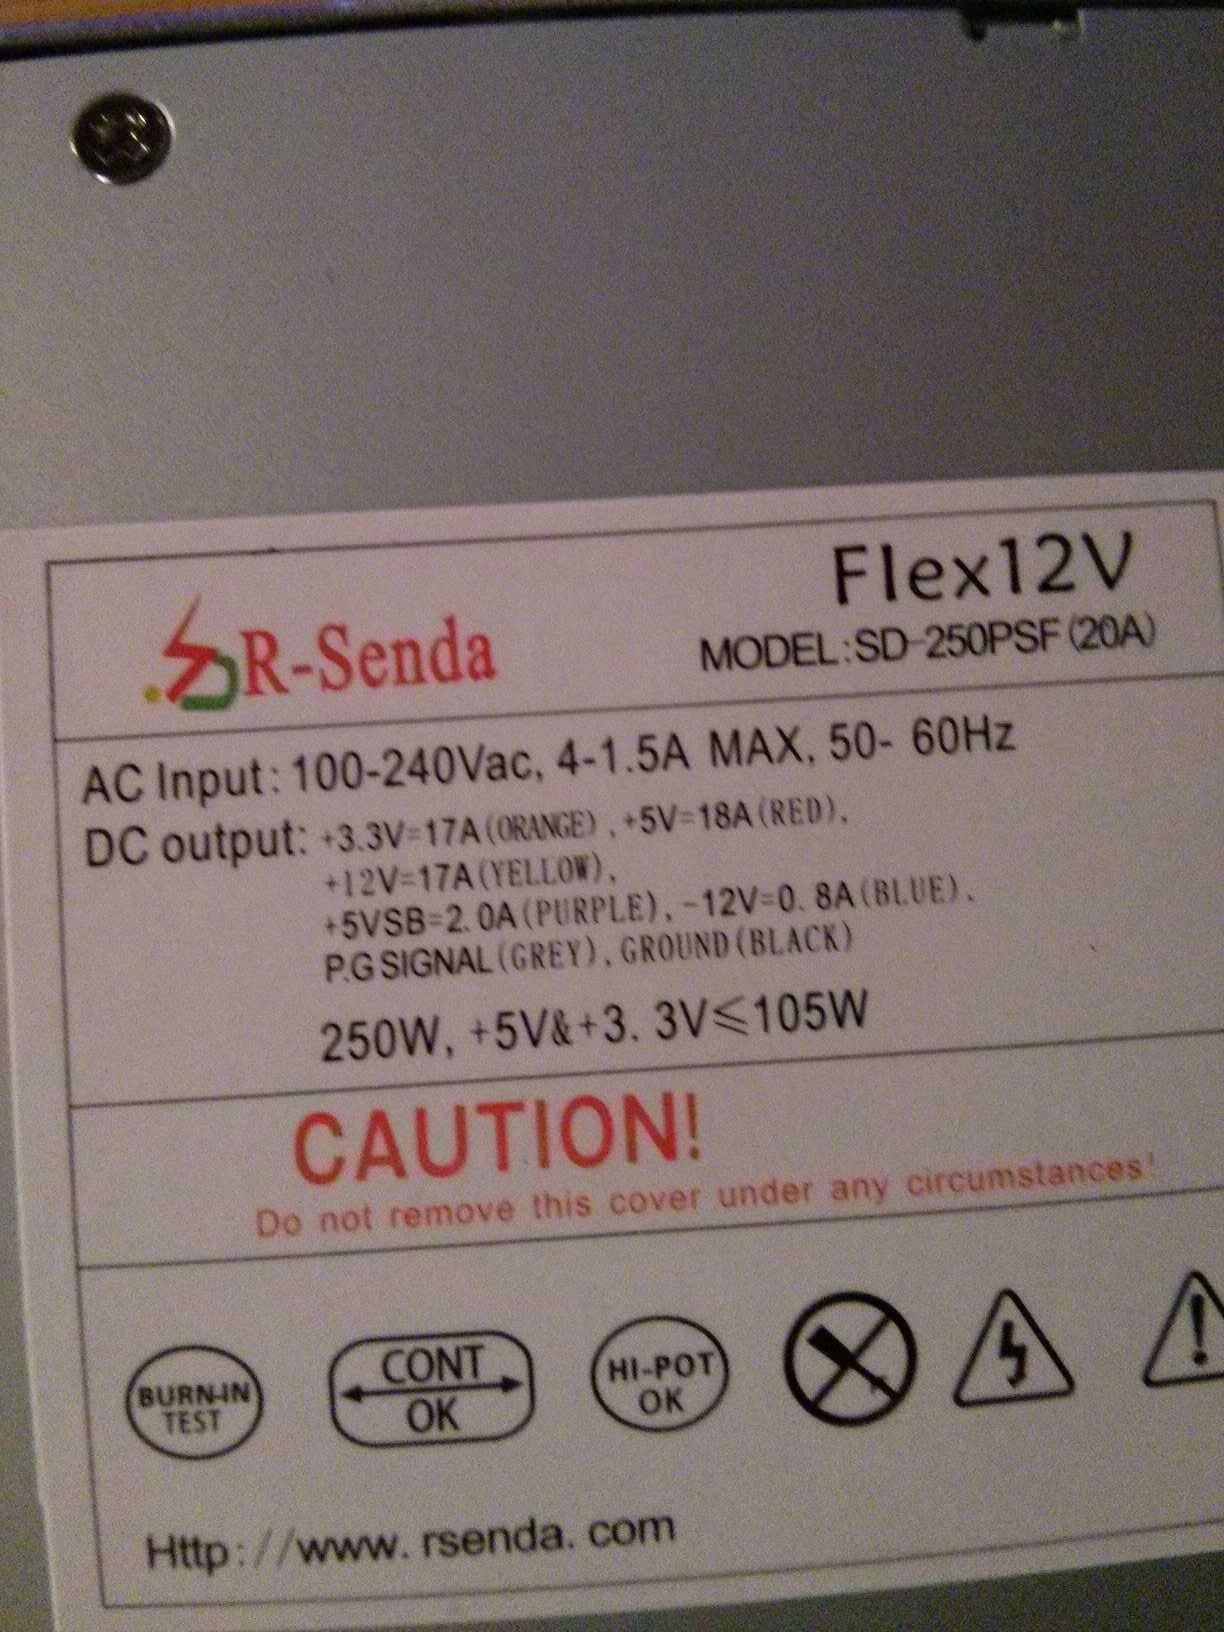 R-Senda
Flex12V
MODEL:SD-250PSF(20A)
AC Input: 100-240Vac, 4-1.5A MAX, 50- 60Hz
DC output: +3.3V=17A(ORANGE), +5V=18A(RED),
+12V=17A(YELLOW),
+5VSB=2.0A(PURPLE), -12V=0.8A(BLUE),
P.G SIGNAL(GREY), GROUND(BLACK)
250W, +5V&+3.3V≤105W
CAUTION!
Do not remove this cover under any circumstances!
BURN-IN
TEST
CONT
OK
HI-POT
OK
Http://www.rsenda.com